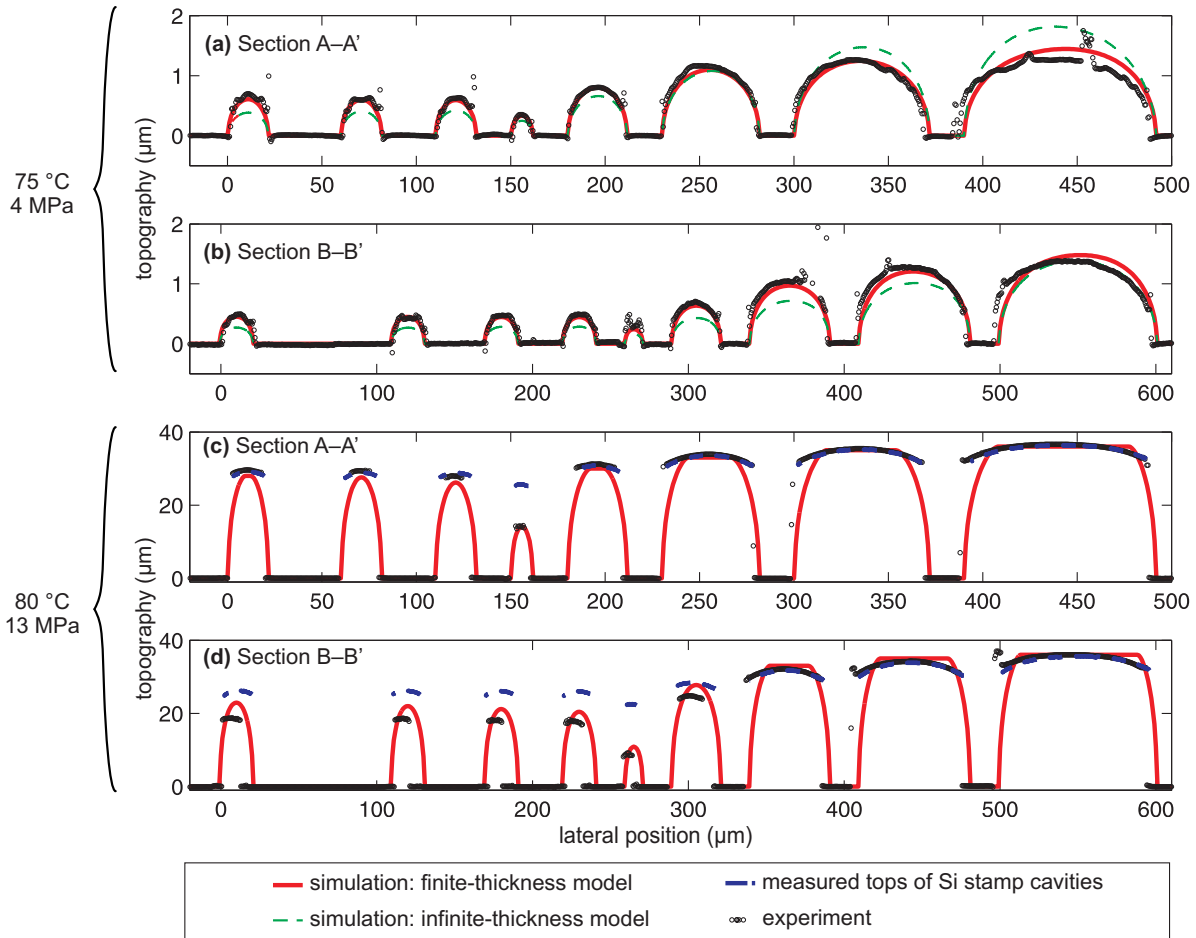 75 °C
4 MPa
80 °C
13 MPa
topography (µm)
(a) Section A–A’
2
1
0
0 50 100 150 200 250 300 350 400 450 500
(b) Section B–B’
2
1
0
0 100 200 300 400 500 600
topography (µm)
(c) Section A–A’
40
20
0
0 50 100 150 200 250 300 350 400 450 500
(d) Section B–B’
40
20
0
0 100 200 300 400 500 600
lateral position (µm)
simulation: finite-thickness model
measured tops of Si stamp cavities
simulation: infinite-thickness model
experiment